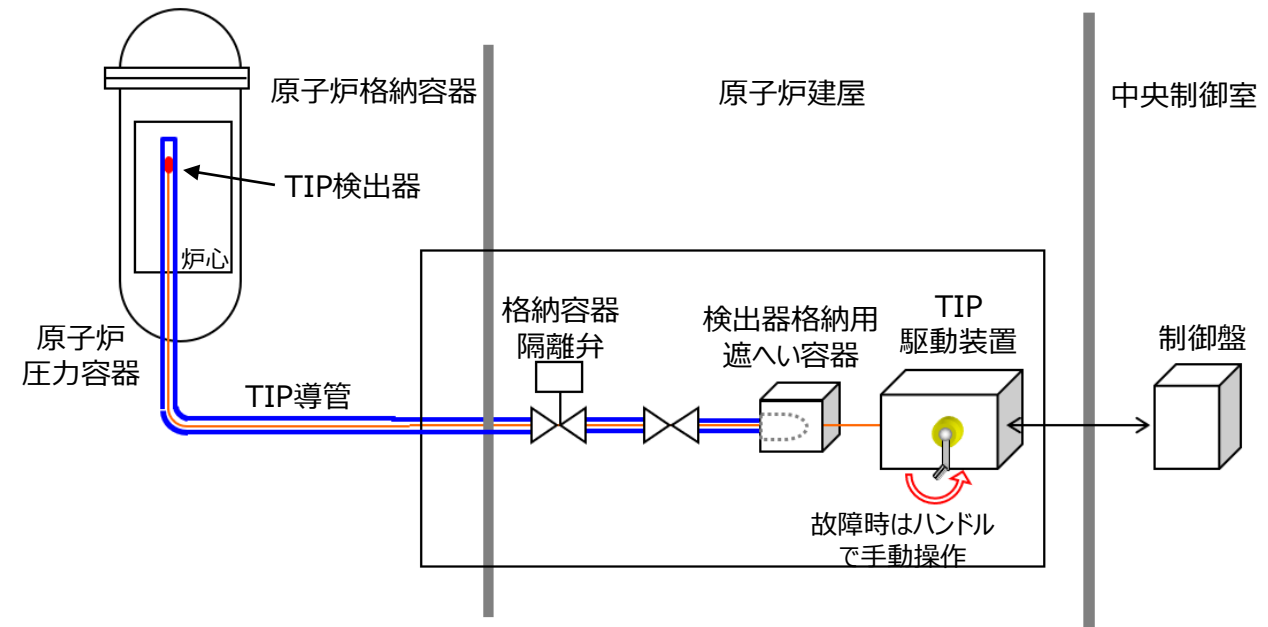 原子炉格納容器
原子炉建屋
中央制御室
TIP検出器
炉心
原子炉
圧力容器
TIP導管
格納容器
隔離弁
検出器格納用
遮へい容器
TIP
駆動装置
制御盤
故障時はハンドル
で手動操作